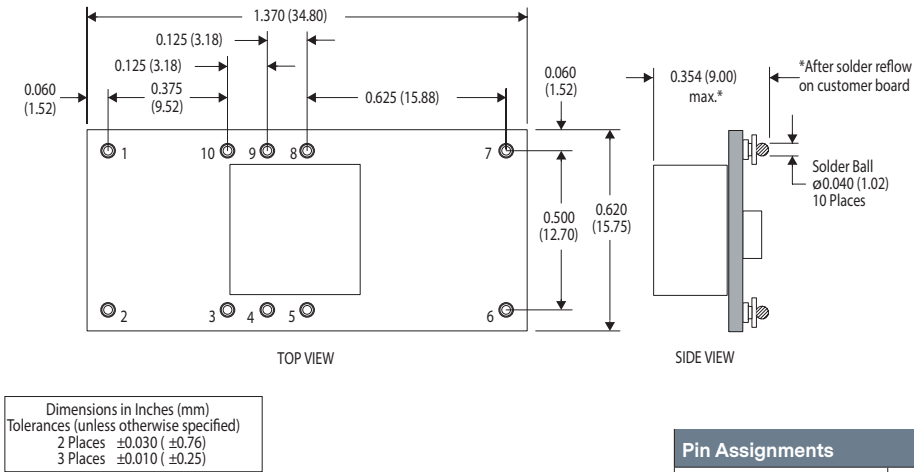 1.370 (34.80)
0.125 (3.18)
0.125 (3.18)
0.060
(1.52)
0.375
(9.52)
0.625 (15.88)
0.060
(1.52)
0.354 (9.00)
max.*
*After solder reflow
on customer board
1 10 9 8 7
Solder Ball
ø0.040 (1.02)
10 Places
0.500
(12.70)
0.620
(15.75)
2 3 4 5 6
TOP VIEW
SIDE VIEW
Dimensions in Inches (mm)
Tolerances (unless otherwise specified)
2 Places ±0.030 ( ±0.76)
3 Places ±0.010 ( ±0.25)
Pin Assignments